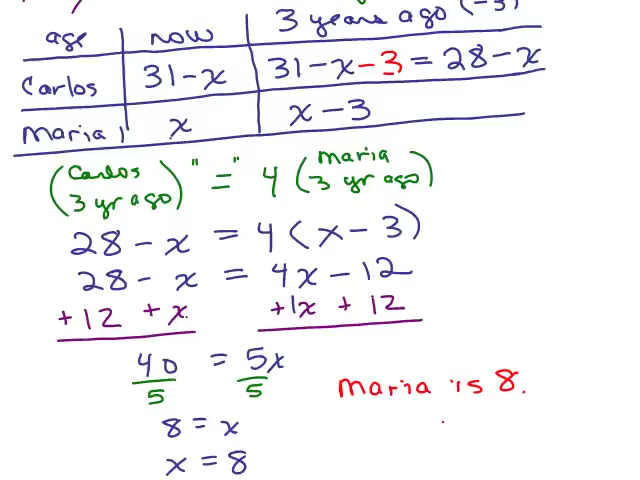 age now 3 years ago (-3)
Carlos 31-x 31-x-3=28-x
Maria x x-3
(Carlos 3 yr ago) "=" 4 (Maria 3 yr ago)
28-x = 4(x-3)
28-x = 4x-12
+12 +x +1x +12
40 = 5x
5 5
8 = x
x = 8
Maria is 8.